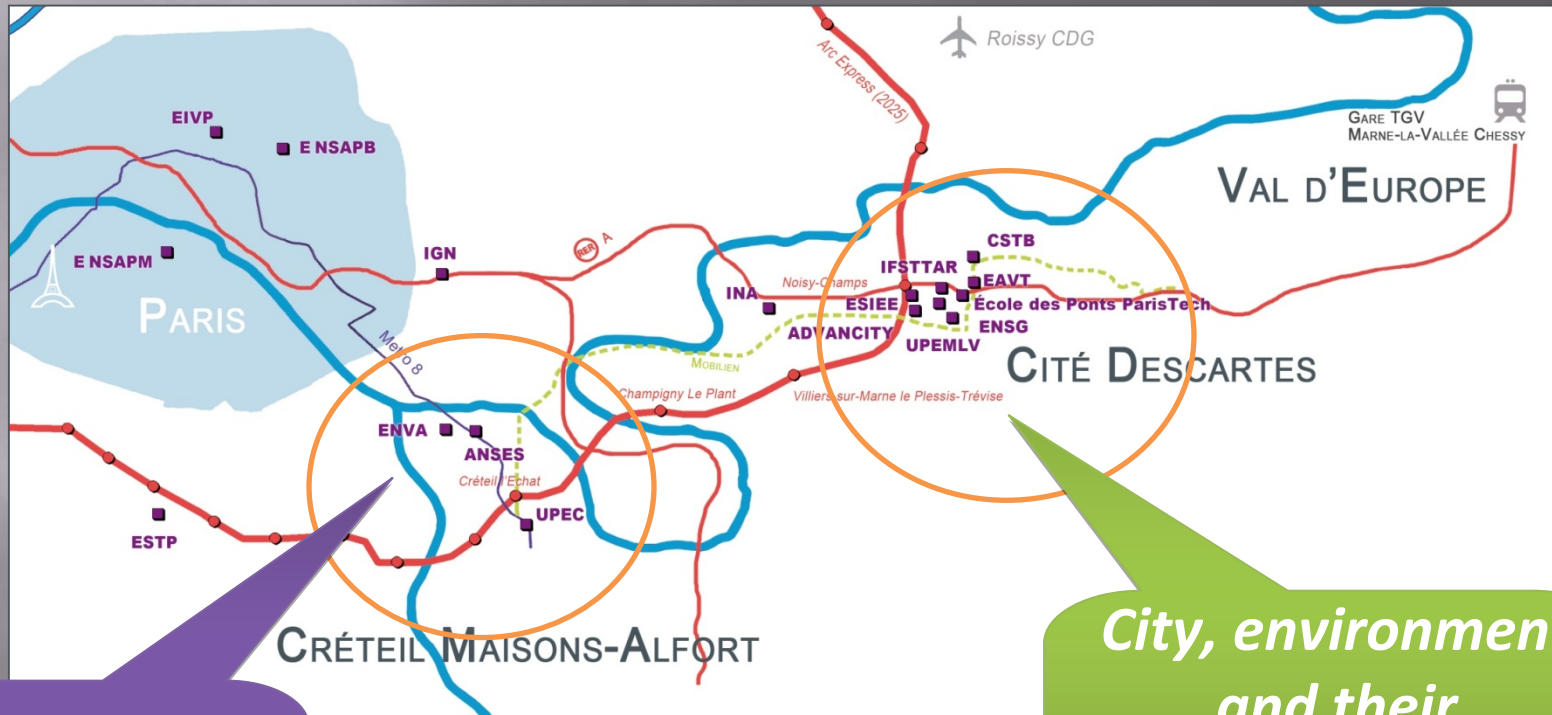 Roissy CDG
Arc Express (2025)
GARE TGV
MARNE-LA-VALLÉE CHESSY
EIVP
E NSAPB
VAL D'EUROPE
E NSAPM
IGN
RER A
CSTB
IFSTTAR
EAVT
INA
Noisy-Champs
ESIEE
École des Ponts ParisTech
PARIS
ADVANCITY
ENSG
UPEMLV
Metro 8
MOBILIEN
CITÉ DESCARTES
Champigny Le Plant
Villiers-sur-Marne le Plessis-Trévise
ENVA
ANSES
Créteil l'Echat
UPEC
ESTP
CRÉTEIL MAISONS-ALFORT
City, environmen
and their